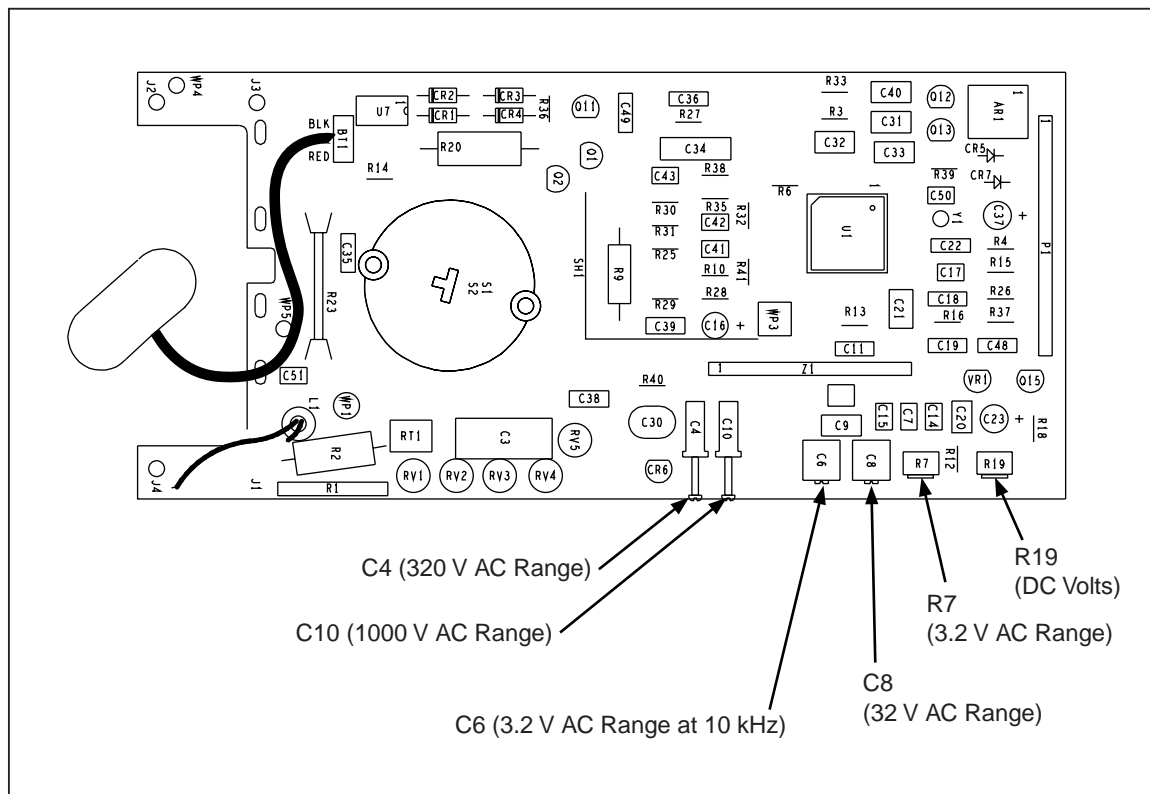 J2
WP4
J3
BLK
BT1
RED
U7
1
CR2
CR1
CR3
CR4
R36
R14
R20
Q11
Q1
Q2
C49
C36
R27
C34
R33
R3
C32
C40
C31
C33
Q12
Q13
AR1
1
1
CR5
CR7
R39
C50
Y1
C37
+
C43
R38
R30
R31
R25
R35
C42
C41
R10
R32
R41
R29
R28
C39
C16
+
WP3
R6
1
U1
C22
C17
C18
R16
C19
R4
R15
R26
R37
C48
P1
C35
R23
WP5
S1
S2
SH1
R9
R13
C21
C11
1
Z1
C51
L1
WP1
R2
RT1
C3
RV5
RV1
RV2
RV3
RV4
J4
J1
R1
C38
R40
C30
CR6
C4
C10
C9
C6
C8
C15
C7
C14
C20
VR1
Q15
C23
+
R18
R7
R12
R19
C4 (320 V AC Range)
C10 (1000 V AC Range)
C6 (3.2 V AC Range at 10 kHz)
C8
(32 V AC Range)
R7
(3.2 V AC Range)
R19
(DC Volts)